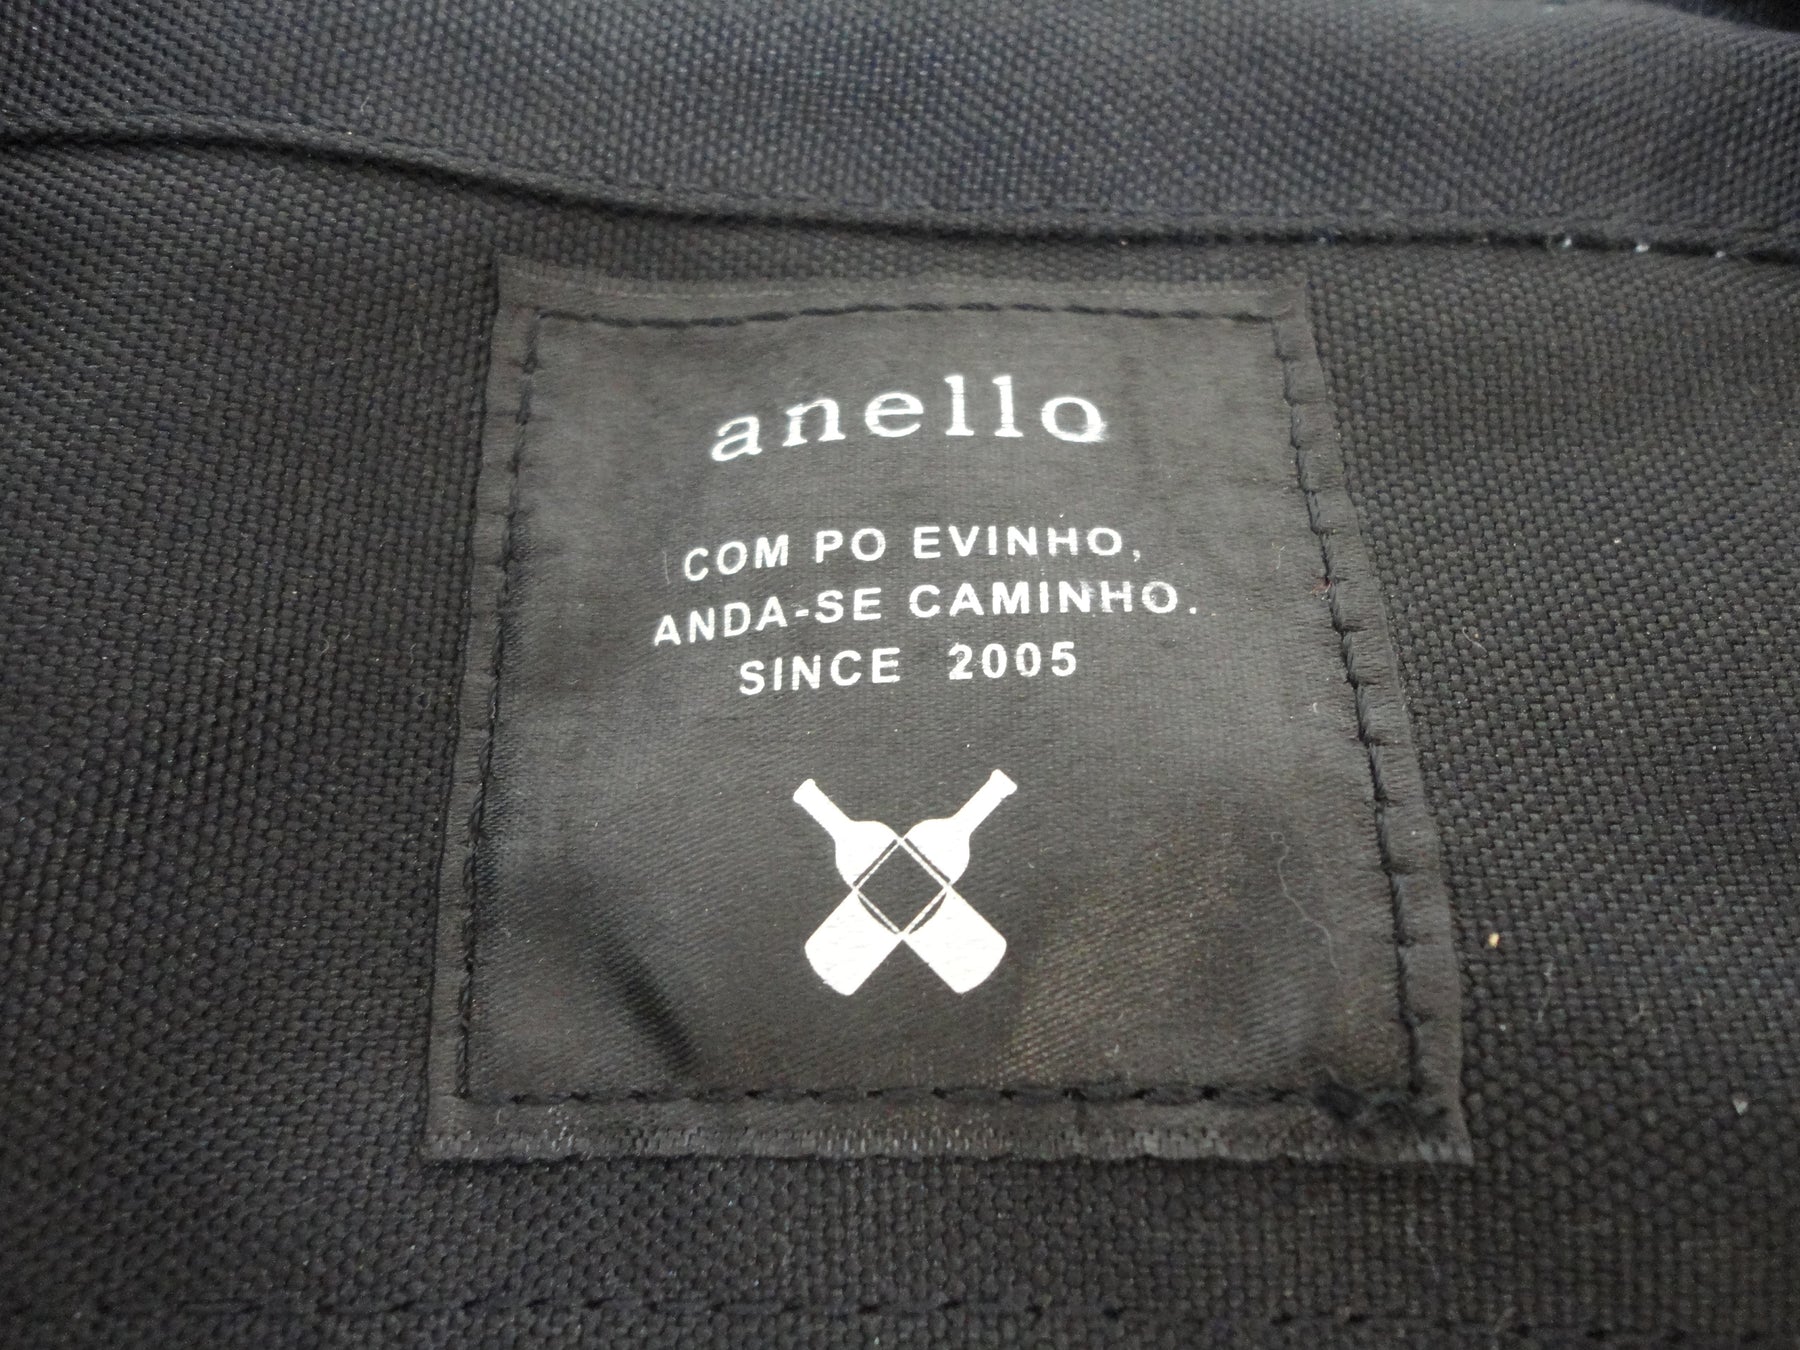 anello
COM PO EVINHO,
ANDA-SE CAMINHO.
SINCE 2005